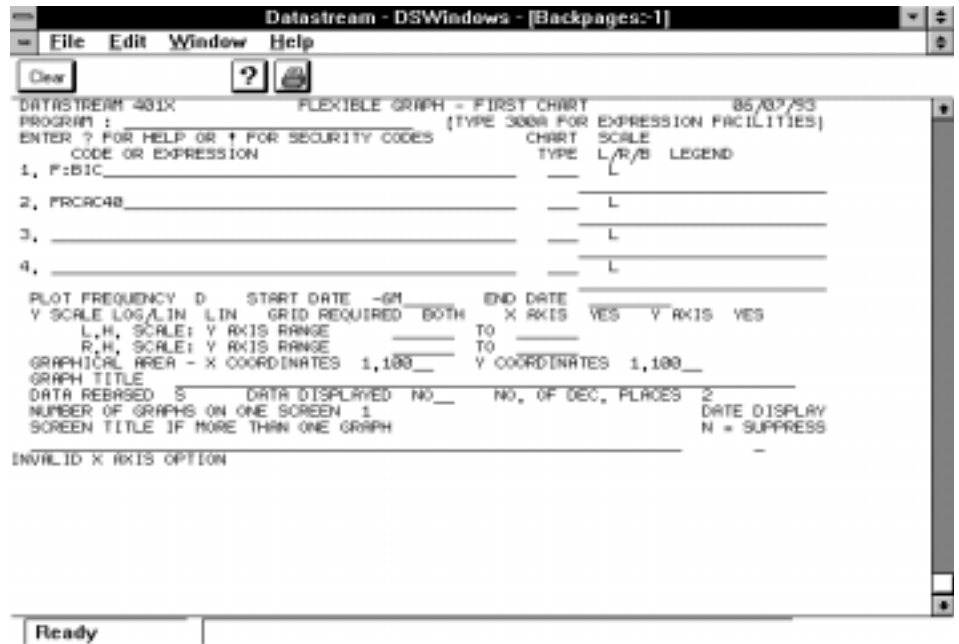 Datastream - DSWindows - [Backpages:-1]
File Edit Window Help
Clear ?
DATASTREAM 401X FLEXIBLE GRAPH - FIRST CHART 06/07/93
PROGRAM : (TYPE 300A FOR EXPRESSION FACILITIES)
ENTER ? FOR HELP OR ! FOR SECURITY CODES CHART SCALE
CODE OR EXPRESSION TYPE L/R/B LEGEND
1. F:BIC L
2. FRCAC40 L
3. L
4. L
PLOT FREQUENCY D START DATE -6M END DATE
Y SCALE LOG/LIN LIN GRID REQUIRED BOTH X AXIS YES Y AXIS YES
L.H. SCALE: Y AXIS RANGE TO
R.H. SCALE: Y AXIS RANGE TO
GRAPHICAL AREA - X COORDINATES 1,100 Y COORDINATES 1,100
GRAPH TITLE
DATA REBASED S DATA DISPLAYED NO NO. OF DEC. PLACES 2
NUMBER OF GRAPHS ON ONE SCREEN 1 DATE DISPLAY
SCREEN TITLE IF MORE THAN ONE GRAPH N = SUPPRESS
INVALID X AXIS OPTION
Ready